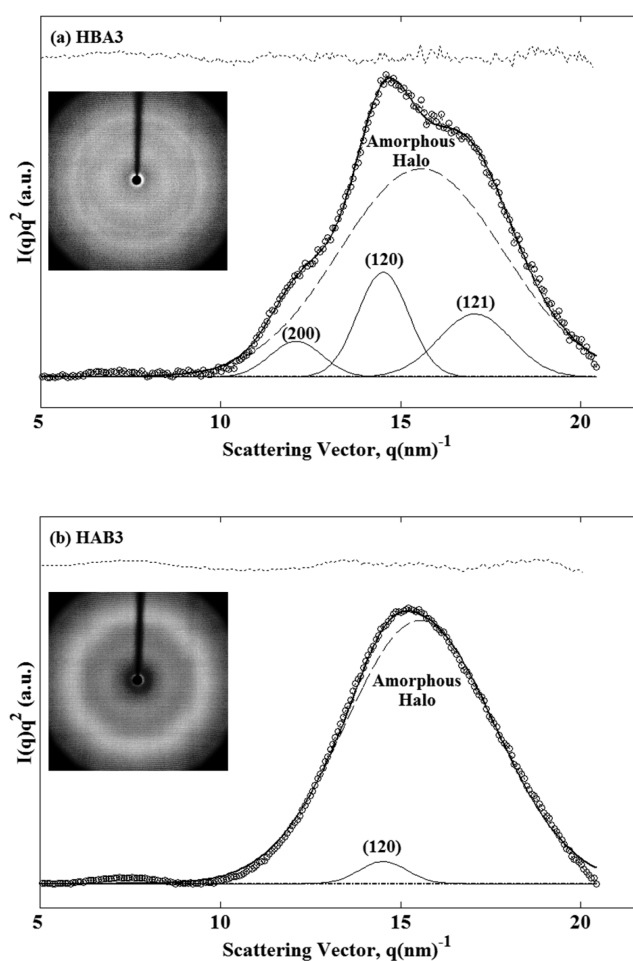 (a) HBA3
I(q)q² (a.u.)
Amorphous
Halo
(120)
(121)
(200)
5 10 15 20
Scattering Vector, q(nm)⁻¹
(b) HAB3
I(q)q² (a.u.)
Amorphous
Halo
(120)
5 10 15 20
Scattering Vector, q(nm)⁻¹